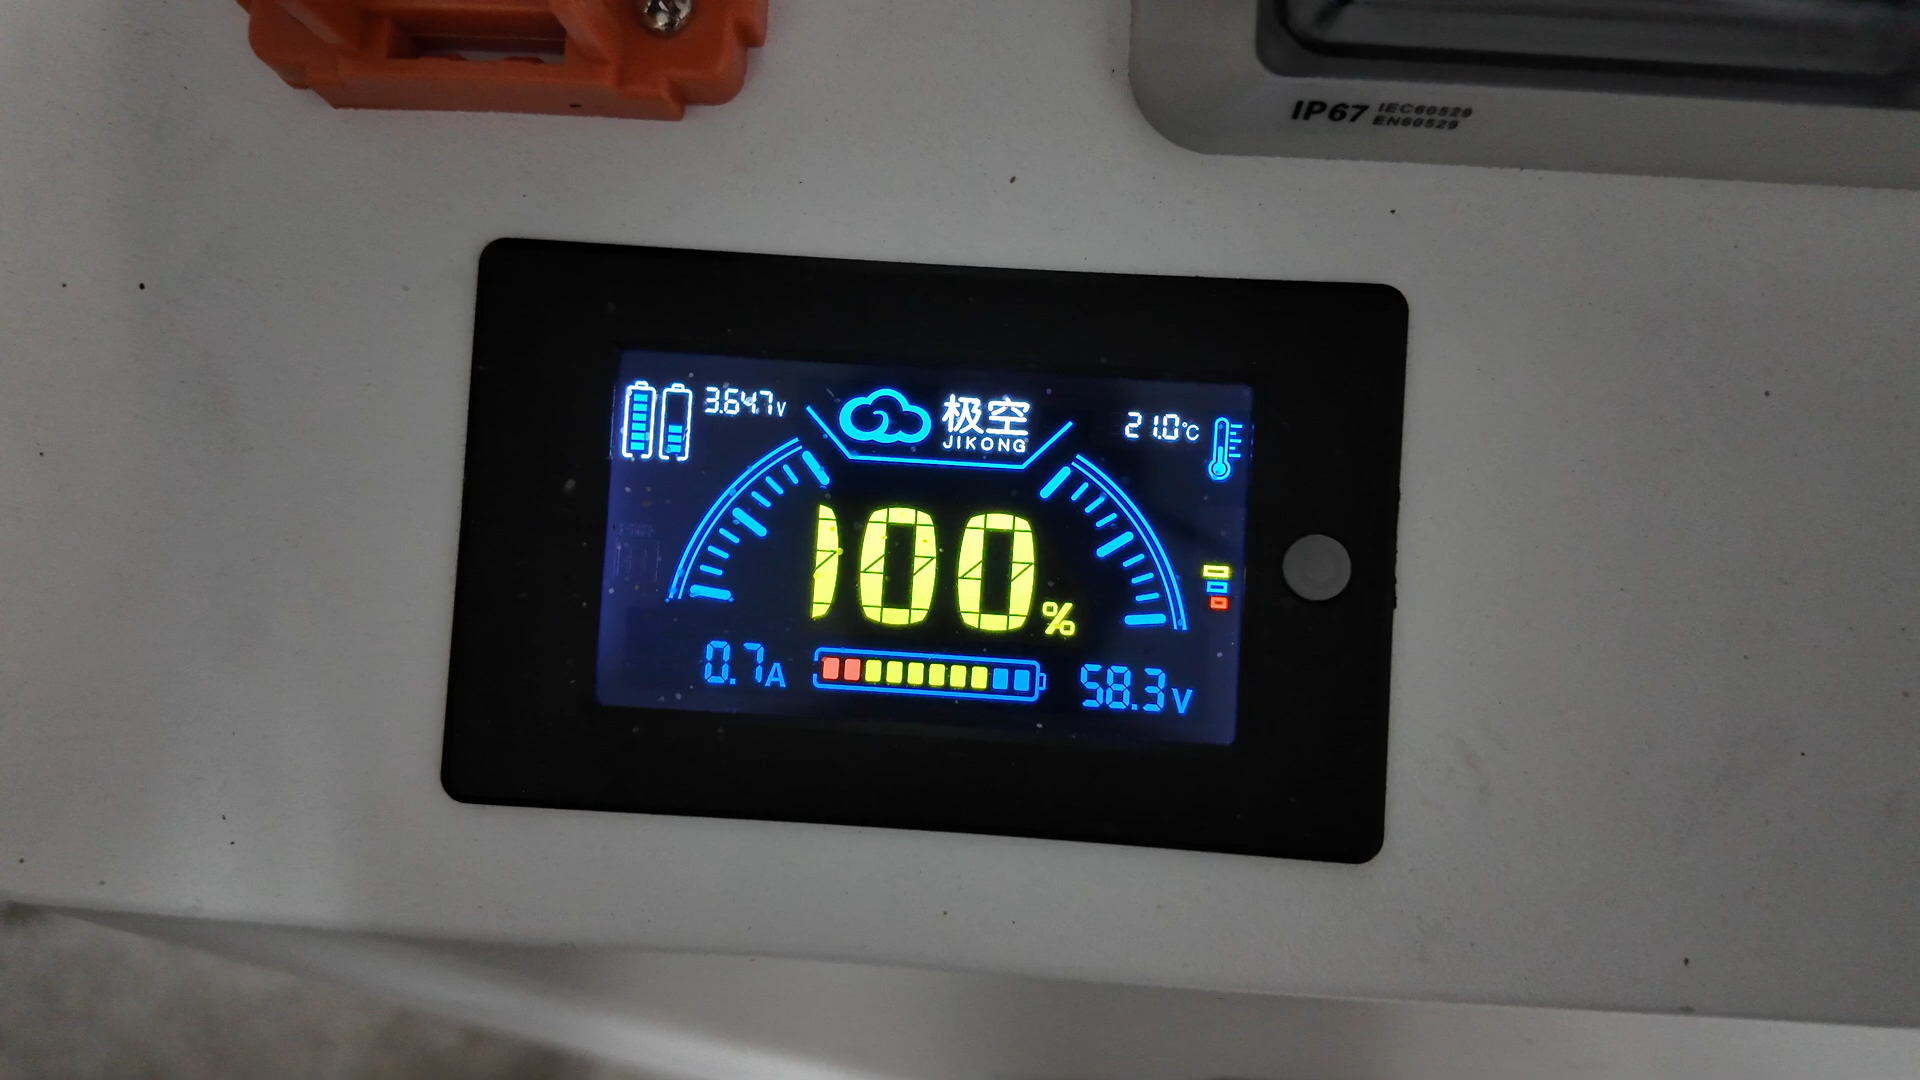 IP67 IEC60529
EN60529
3.647V
极空
JIKONG
21.0°C
100%
0.7A
58.3V